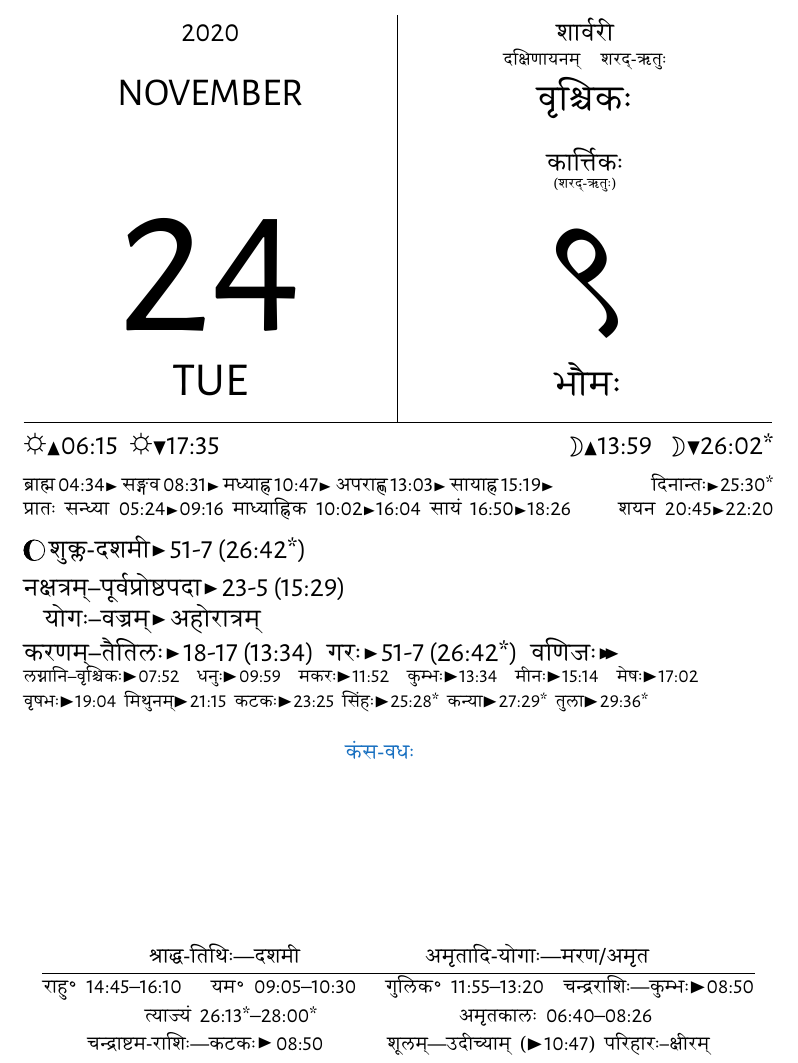 2020
NOVEMBER
24
TUE
शार्वरी
दक्षिणायनम् शरद्-ऋतुः
वृश्चिकः
कार्त्तिकः
(शरद्-ऋतुः)
९
भौमः
☼▲06:15 ☼▼17:35 ☽▲13:59 ☽▼26:02*
ब्राह्म 04:34► सङ्गव 08:31► मध्याह्न 10:47► अपराह्ण 13:03► सायाह्न 15:19► दिनान्तः►25:30*
प्रातः सन्ध्या 05:24►09:16 माध्याह्निक 10:02►16:04 सायं 16:50►18:26 शयन 20:45►22:20
शुक्ल-दशमी►51-7 (26:42*)
नक्षत्रम्–पूर्वप्रोष्ठपदा►23-5 (15:29)
योगः–वज्रम्►अहोरात्रम्
करणम्–तैतिलः►18-17 (13:34) गरः►51-7 (26:42*) वणिजः►►
लग्नानि–वृश्चिकः►07:52 धनुः►09:59 मकरः►11:52 कुम्भः►13:34 मीनः►15:14 मेषः►17:02
वृषभः►19:04 मिथुनम्►21:15 कटकः►23:25 सिंहः►25:28* कन्या►27:29* तुला►29:36*
कंस-वधः
श्राद्ध-तिथिः—दशमी अमृतादि-योगाः—मरण/अमृत
राहु॰ 14:45–16:10 यम॰ 09:05–10:30 गुलिक॰ 11:55–13:20 चन्द्रराशिः—कुम्भः►08:50
त्याज्यं 26:13*–28:00* अमृतकालः 06:40–08:26
चन्द्राष्टम-राशिः—कटकः► 08:50 शूलम्—उदीच्याम् (►10:47) परिहारः–क्षीरम्